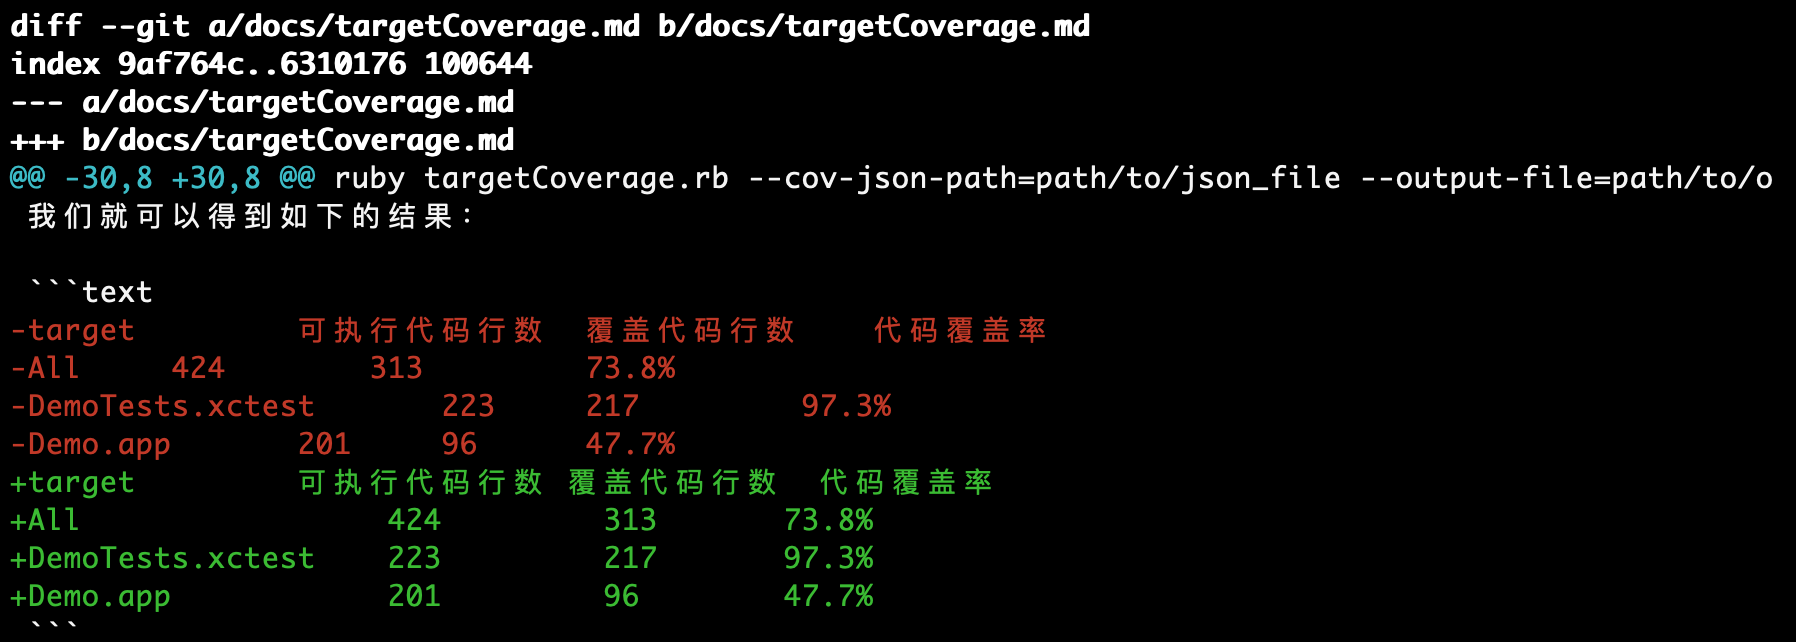 diff --git a/docs/targetCoverage.md b/docs/targetCoverage.md
index 9af764c..6310176 100644
--- a/docs/targetCoverage.md
+++ b/docs/targetCoverage.md
@@ -30,8 +30,8 @@ ruby targetCoverage.rb --cov-json-path=path/to/json_file --output-file=path/to/o
 我们就可以得到如下的结果：

 ```text
-target         可执行代码行数  覆盖代码行数    代码覆盖率
-All     424        313         73.8%
-DemoTests.xctest       223     217         97.3%
-Demo.app       201     96      47.7%
+target         可执行代码行数 覆盖代码行数  代码覆盖率
+All                 424         313       73.8%
+DemoTests.xctest    223         217       97.3%
+Demo.app            201         96        47.7%
 ```